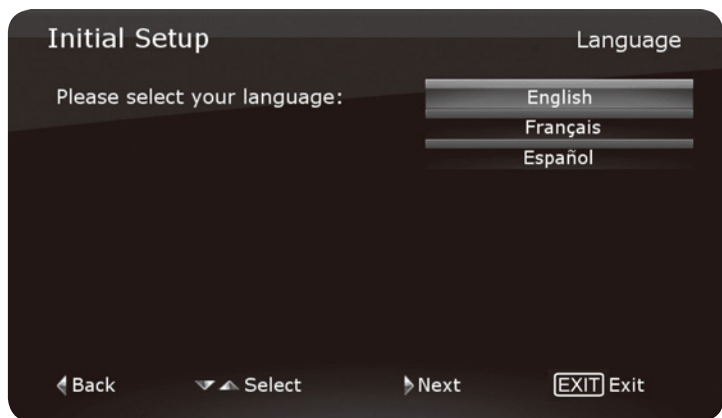 Initial Setup Language
Please select your language: English
Français
Español
Back Select Next EXIT Exit